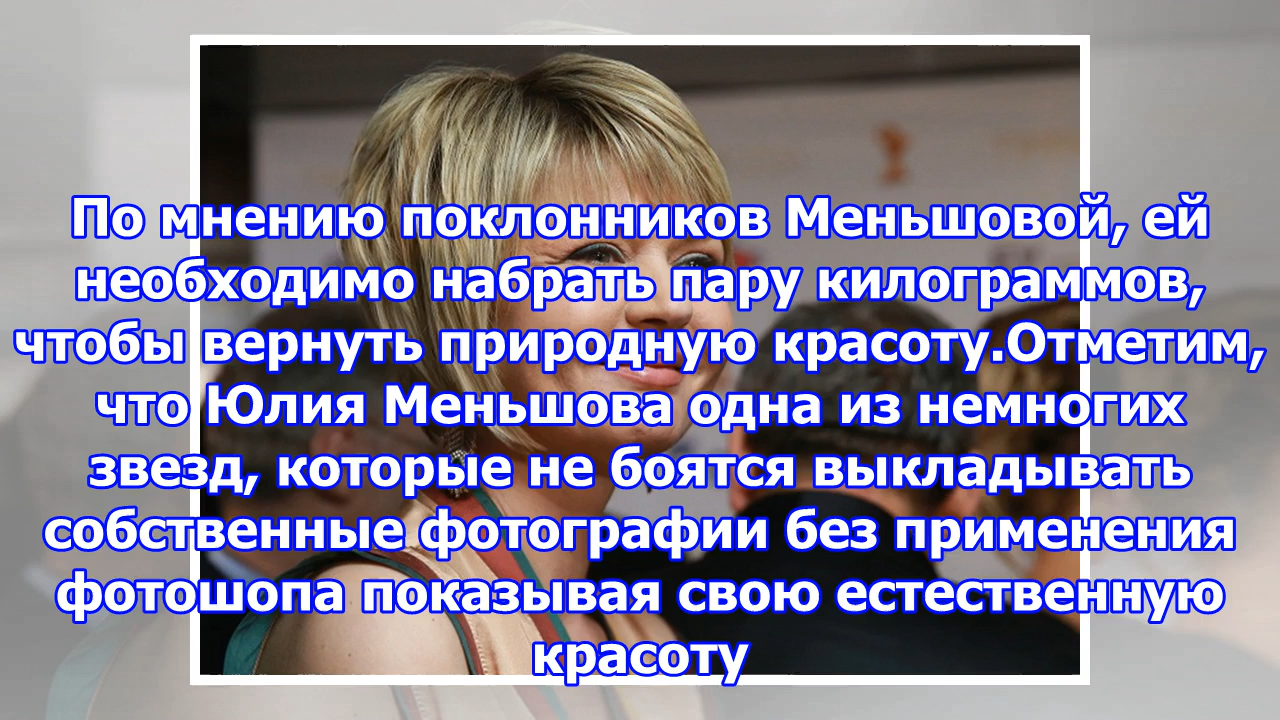 По мнению поклонников Меньшовой, ей
необходимо набрать пару килограммов,
чтобы вернуть природную красоту.Отметим,
что Юлия Меньшова одна из немногих
звезд, которые не боятся выкладывать
собственные фотографии без применения
фотошопа показывая свою естественную
красоту